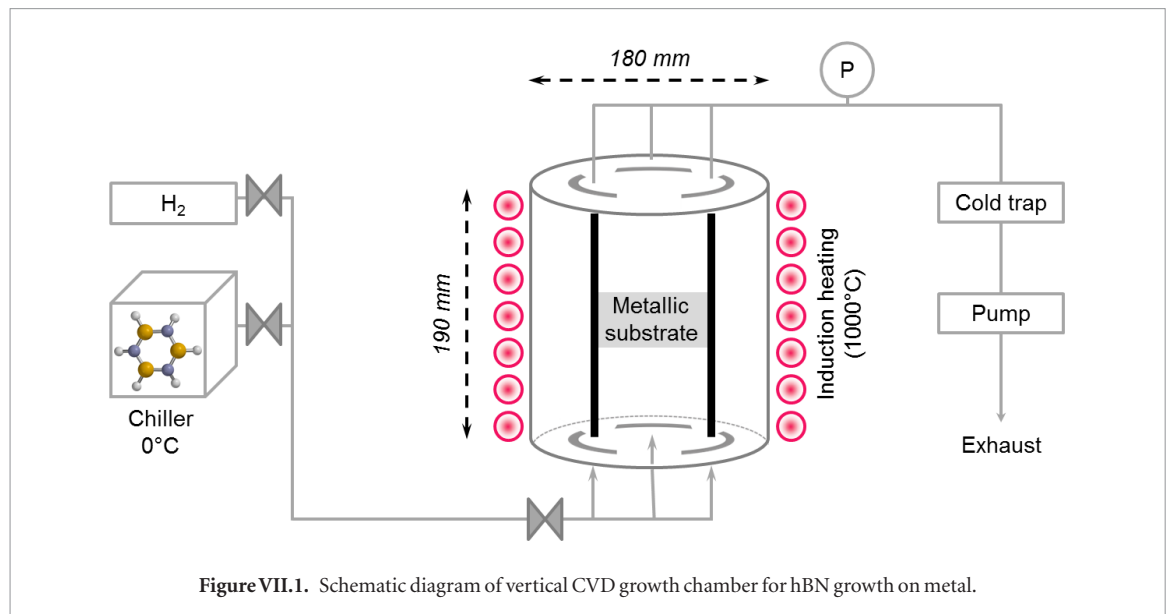 180 mm
P
H₂
Cold trap
190 mm
Metallic
substrate
Induction heating
(1000°C)
Pump
Chiller
0°C
Exhaust
Figure VII.1. Schematic diagram of vertical CVD growth chamber for hBN growth on metal.